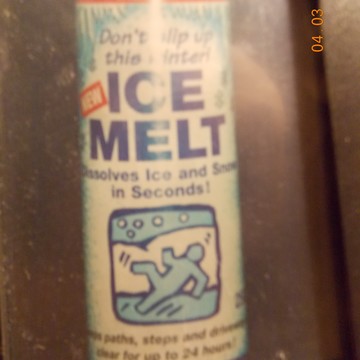 04 03
Don't slip up
this winter!
NEW
ICE
MELT
Dissolves Ice and Snow
in Seconds!
paths, steps and
clear for up to 24 hours!